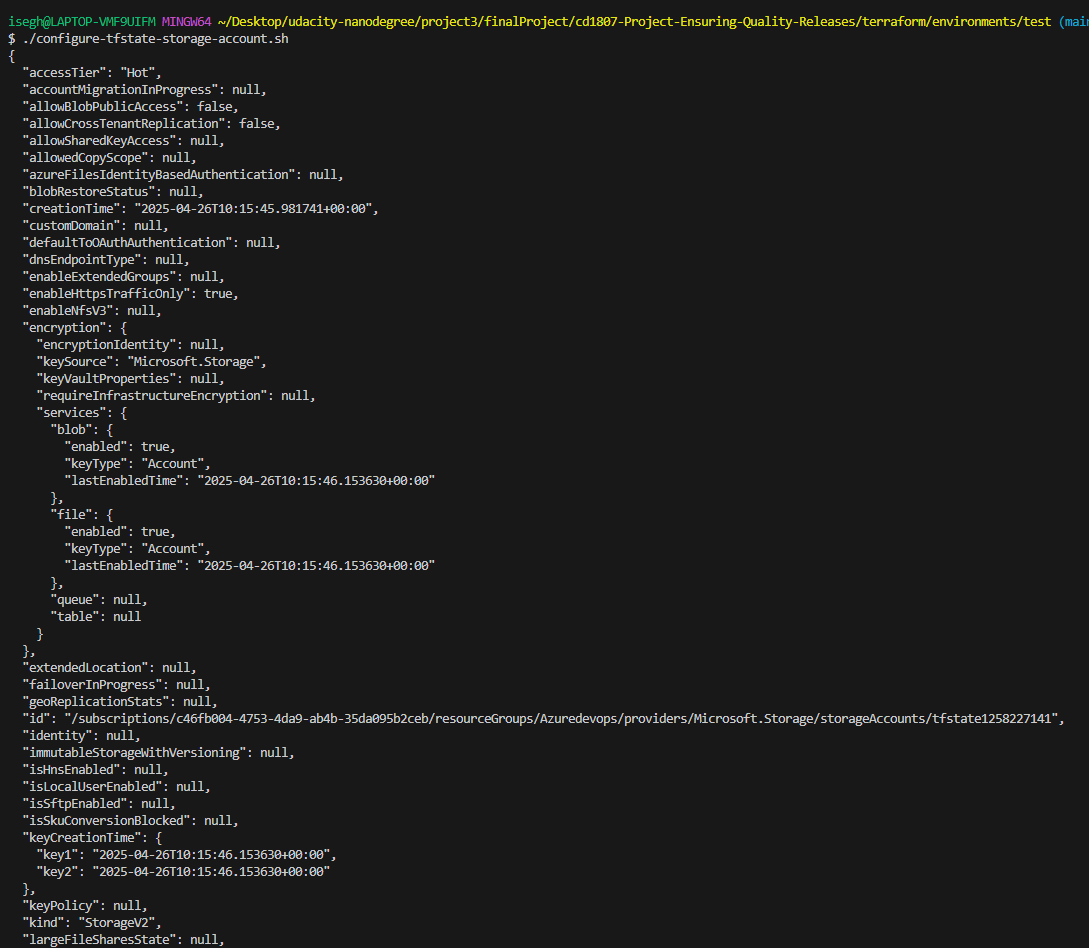 isegh@LAPTOP-VMF9UIFM MINGW64 ~/Desktop/udacity-nanodegree/project3/finalProject/cd1807-Project-Ensuring-Quality-Releases/terraform/environments/test (main
$ ./configure-tfstate-storage-account.sh
{
  "accessTier": "Hot",
  "accountMigrationInProgress": null,
  "allowBlobPublicAccess": false,
  "allowCrossTenantReplication": false,
  "allowSharedKeyAccess": null,
  "allowedCopyScope": null,
  "azureFilesIdentityBasedAuthentication": null,
  "blobRestoreStatus": null,
  "creationTime": "2025-04-26T10:15:45.981741+00:00",
  "customDomain": null,
  "defaultToOAuthAuthentication": null,
  "dnsEndpointType": null,
  "enableExtendedGroups": null,
  "enableHttpsTrafficOnly": true,
  "enableNfsV3": null,
  "encryption": {
    "encryptionIdentity": null,
    "keySource": "Microsoft.Storage",
    "keyVaultProperties": null,
    "requireInfrastructureEncryption": null,
    "services": {
      "blob": {
        "enabled": true,
        "keyType": "Account",
        "lastEnabledTime": "2025-04-26T10:15:46.153630+00:00"
      },
      "file": {
        "enabled": true,
        "keyType": "Account",
        "lastEnabledTime": "2025-04-26T10:15:46.153630+00:00"
      },
      "queue": null,
      "table": null
    }
  },
  "extendedLocation": null,
  "failoverInProgress": null,
  "geoReplicationStats": null,
  "id": "/subscriptions/c46fb004-4753-4da9-ab4b-35da095b2ceb/resourceGroups/Azuredevops/providers/Microsoft.Storage/storageAccounts/tfstate1258227141",
  "identity": null,
  "immutableStorageWithVersioning": null,
  "isHnsEnabled": null,
  "isLocalUserEnabled": null,
  "isSftpEnabled": null,
  "isSkuConversionBlocked": null,
  "keyCreationTime": {
    "key1": "2025-04-26T10:15:46.153630+00:00",
    "key2": "2025-04-26T10:15:46.153630+00:00"
  },
  "keyPolicy": null,
  "kind": "StorageV2",
  "largeFileSharesState": null,